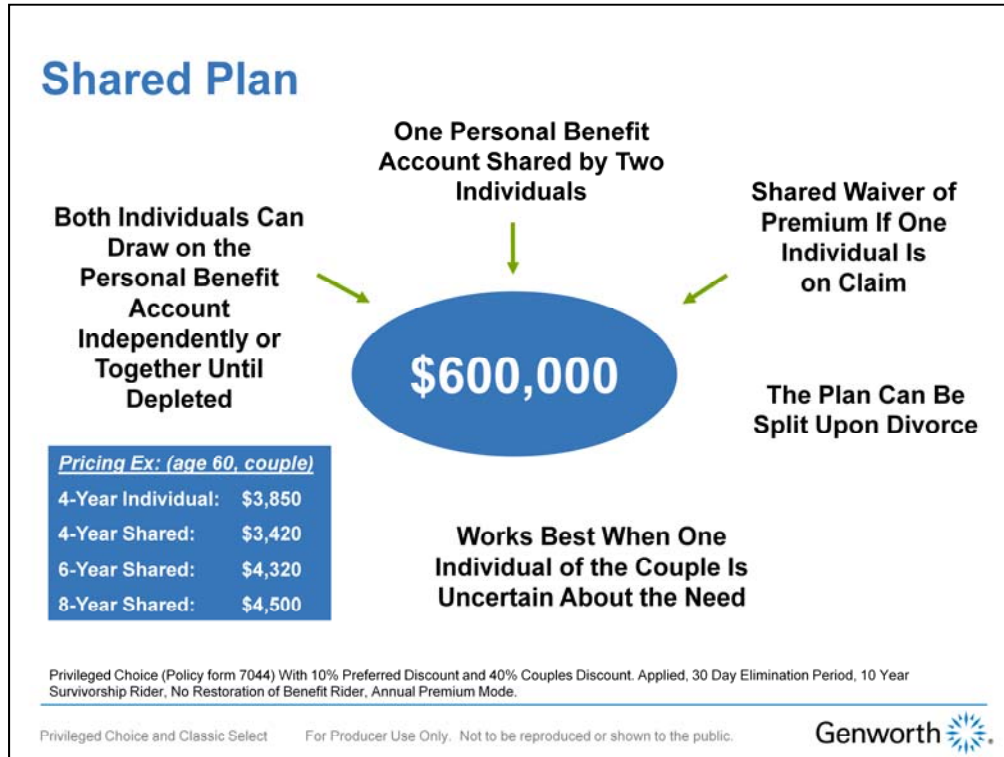 Shared Plan
One Personal Benefit
Account Shared by Two
Individuals
Both Individuals Can
Draw on the
Personal Benefit
Account
Independently or
Together Until
Depleted
Shared Waiver of
Premium If One
Individual Is
on Claim
$600,000
The Plan Can Be
Split Upon Divorce
Pricing Ex: (age 60, couple)
4-Year Individual: $3,850
4-Year Shared: $3,420
6-Year Shared: $4,320
8-Year Shared: $4,500
Works Best When One
Individual of the Couple Is
Uncertain About the Need
Privileged Choice (Policy form 7044) With 10% Preferred Discount and 40% Couples Discount. Applied, 30 Day Elimination Period, 10 Year
Survivorship Rider, No Restoration of Benefit Rider, Annual Premium Mode.
Privileged Choice and Classic Select For Producer Use Only. Not to be reproduced or shown to the public.
Genworth